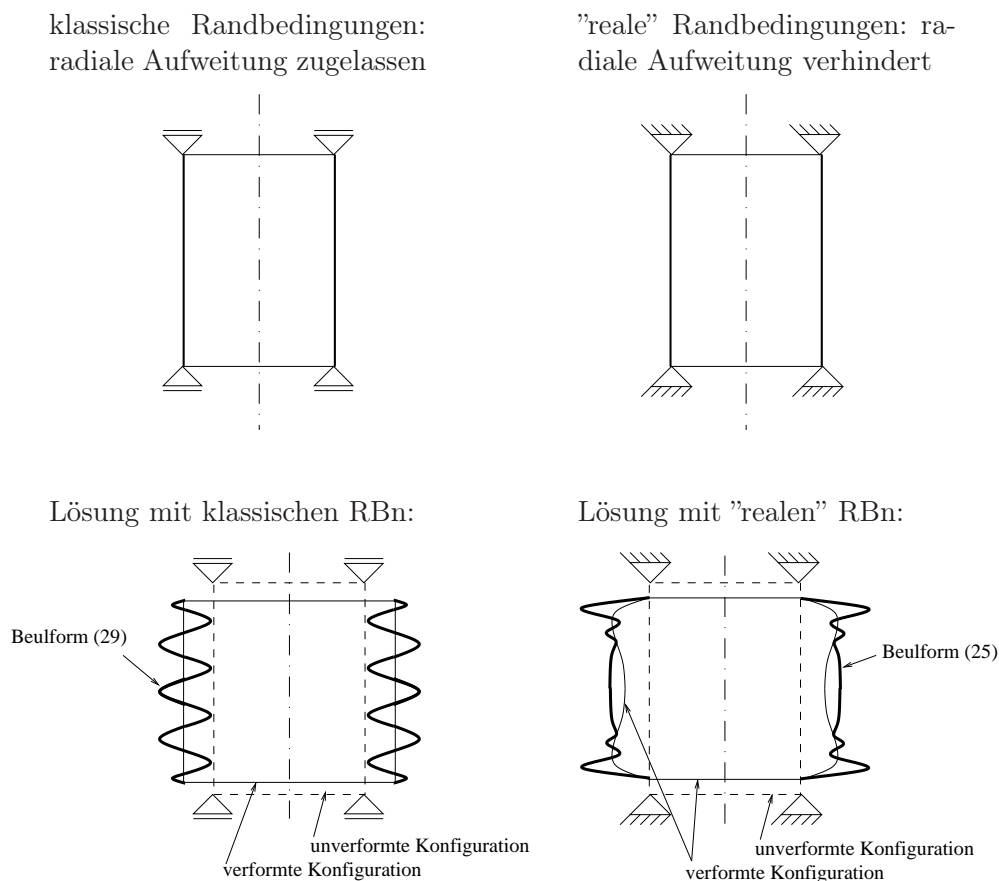 klassische Randbedingungen:
radiale Aufweitung zugelassen
"reale" Randbedingungen: ra-
diale Aufweitung verhindert
Lösung mit klassischen RBn:
Lösung mit "realen" RBn:
Beulform (29)
Beulform (25)
unverformte Konfiguration
verformte Konfiguration
unverformte Konfiguration
verformte Konfiguration